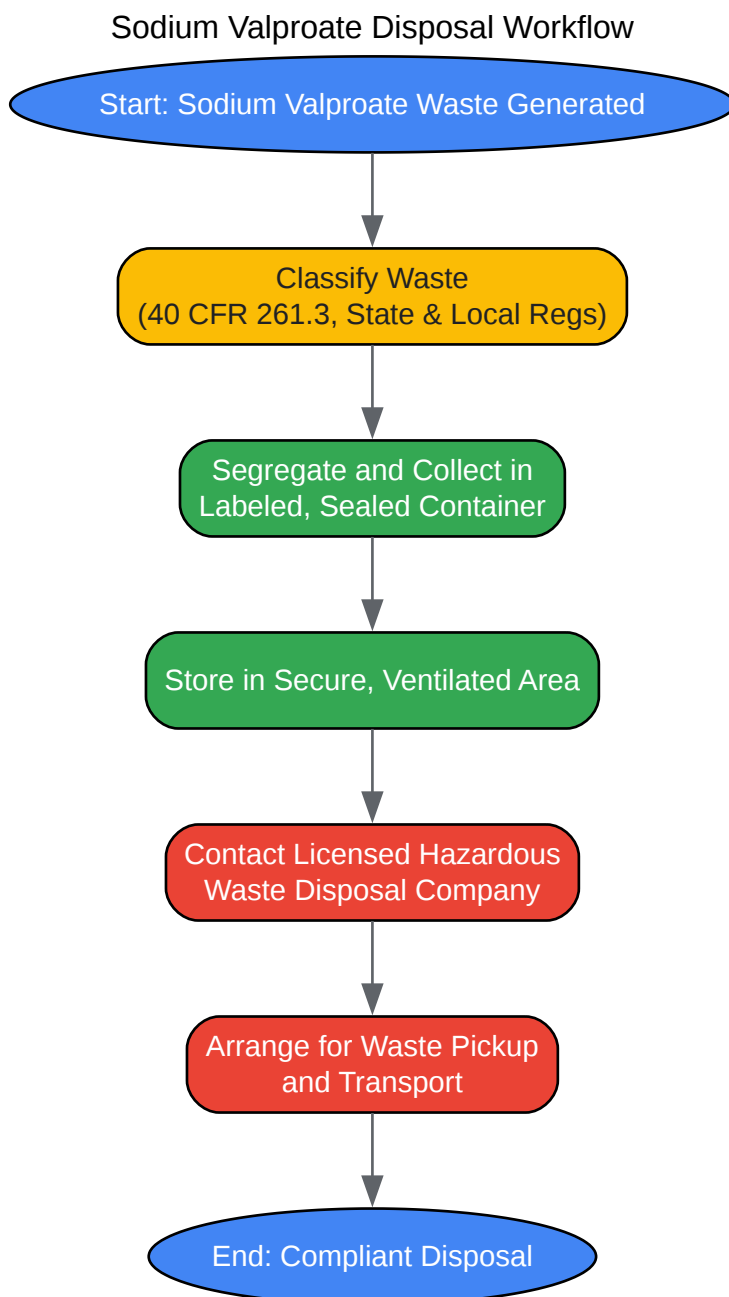 Sodium Valproate Disposal Workflow
Start: Sodium Valproate Waste Generated
Classify Waste
(40 CFR 261.3, State & Local Regs)
Segregate and Collect in
Labeled, Sealed Container
Store in Secure, Ventilated Area
Contact Licensed Hazardous
Waste Disposal Company
Arrange for Waste Pickup
and Transport
End: Compliant Disposal